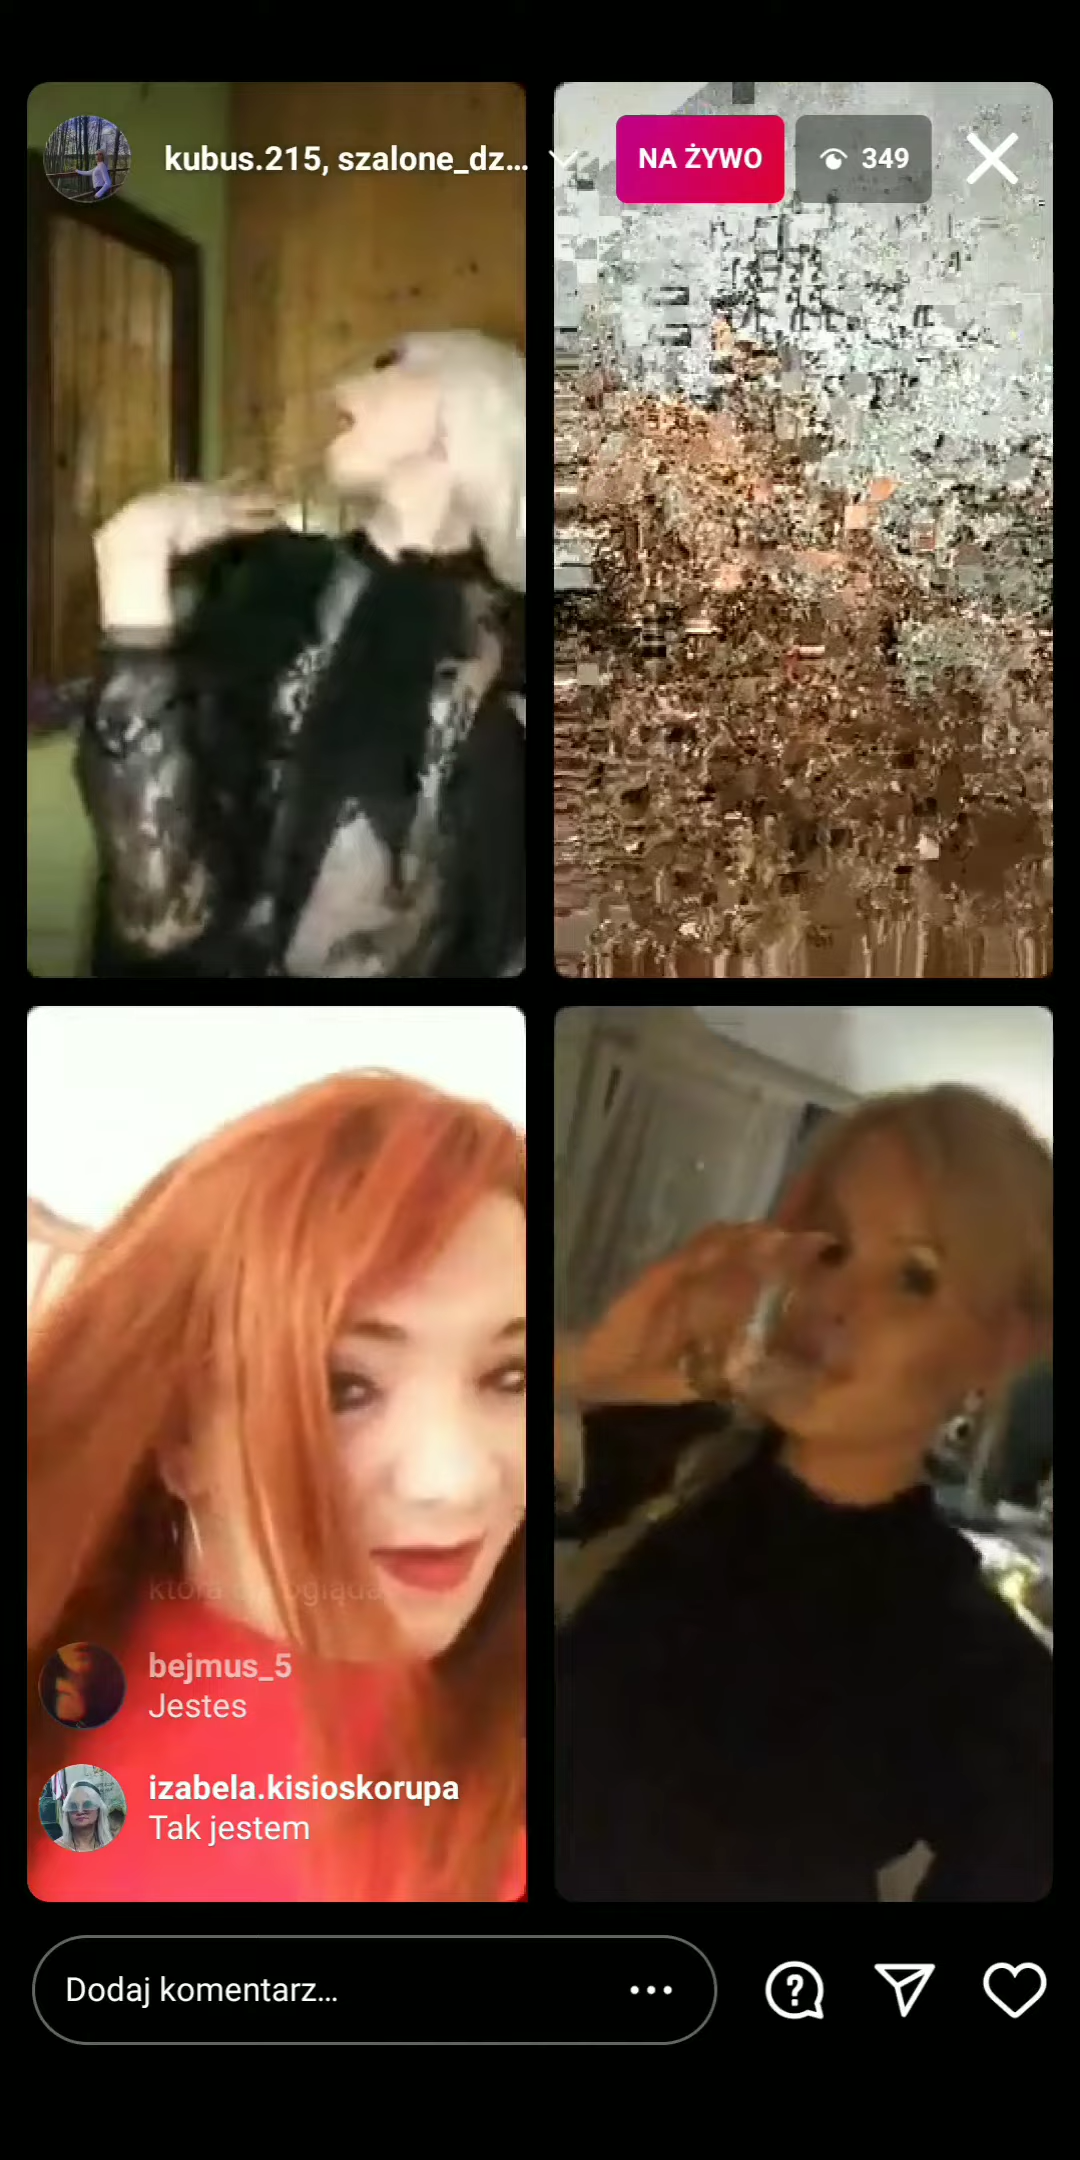 kubus.215, szalone_dz...
NA ŻYWO
349
bejmus_5
Jestes
izabela.kisioskorupa
Tak jestem
Dodaj komentarz...